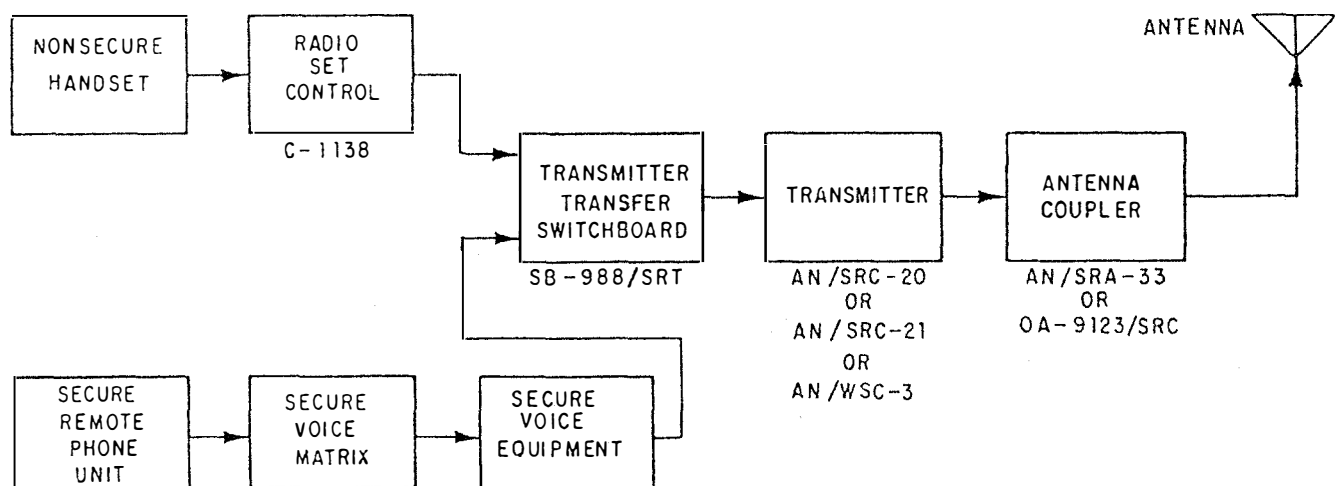 NONSECURE
HANDSET
RADIO
SET
CONTROL
C-1138
ANTENNA
TRANSMITTER
TRANSFER
SWITCHBOARD
SB-988/SRT
TRANSMITTER
AN/SRC-20
OR
AN/SRC-21
OR
AN/WSC-3
ANTENNA
COUPLER
AN/SRA-33
OR
OA-9123/SRC
SECURE
REMOTE
PHONE
UNIT
SECURE
VOICE
MATRIX
SECURE
VOICE
EQUIPMENT